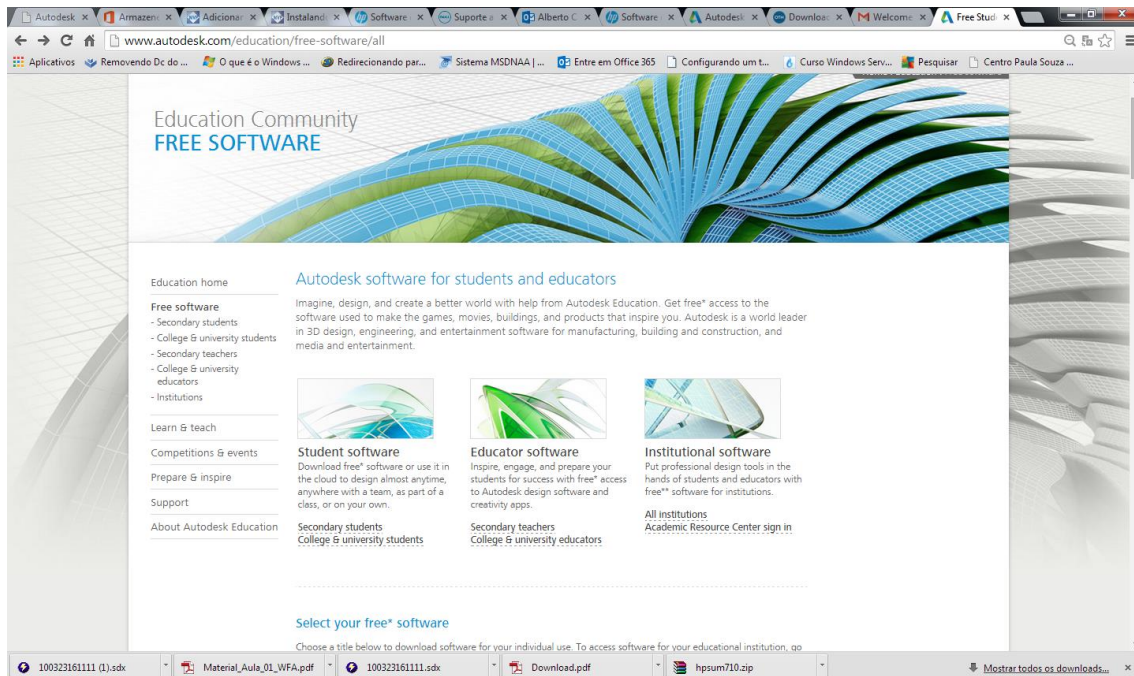 Autodesk
Armazen
Adicionar
Instaland
Software
Suporte a
Alberto C
Software
Autodesk
Downloa
Welcome
Free Stud
www.autodesk.com/education/free-software/all
Aplicativos
Removendo Dc do ...
O que é o Windows ...
Redirecionando par...
Sistema MSDNAA | ...
Entre em Office 365
Configurando um t...
Curso Windows Serv...
Pesquisar
Centro Paula Souza ...
Education Community
FREE SOFTWARE
Education home
Free software
- Secondary students
- College & university students
- Secondary teachers
- College & university
educators
- Institutions
Learn & teach
Competitions & events
Prepare & inspire
Support
About Autodesk Education
Autodesk software for students and educators
Imagine, design, and create a better world with help from Autodesk Education. Get free* access to the
software used to make the games, movies, buildings, and products that inspire you. Autodesk is a world leader
in 3D design, engineering, and entertainment software for manufacturing, building and construction, and
media and entertainment.
Student software
Download free* software or use it in
the cloud to design almost anytime,
anywhere with a team, as part of a
class, or on your own.
Secondary students
College & university students
Educator software
Inspire, engage, and prepare your
students for success with free* access
to Autodesk design software and
creativity apps.
Secondary teachers
College & university educators
Institutional software
Put professional design tools in the
hands of students and educators with
free** software for institutions.
All institutions
Academic Resource Center sign in
Select your free* software
Choose a title below to download software for your individual use. To access software for your educational institution, go
100323161111 (1).sdx
Material_Aula_01_WFA.pdf
100323161111.sdx
Download.pdf
hpsum710.zip
Mostrar todos os downloads...